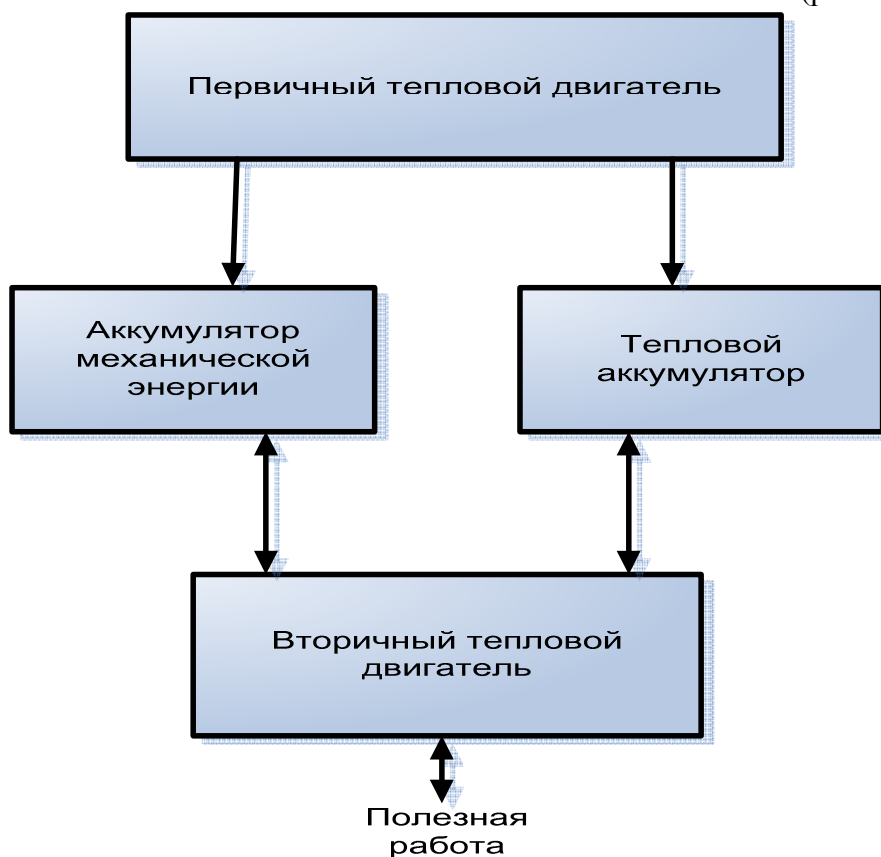 (р
Первичный тепловой двигатель
Аккумулятор
механической
энергии
Тепловой
аккумулятор
Вторичный тепловой
двигатель
Полезная
работа